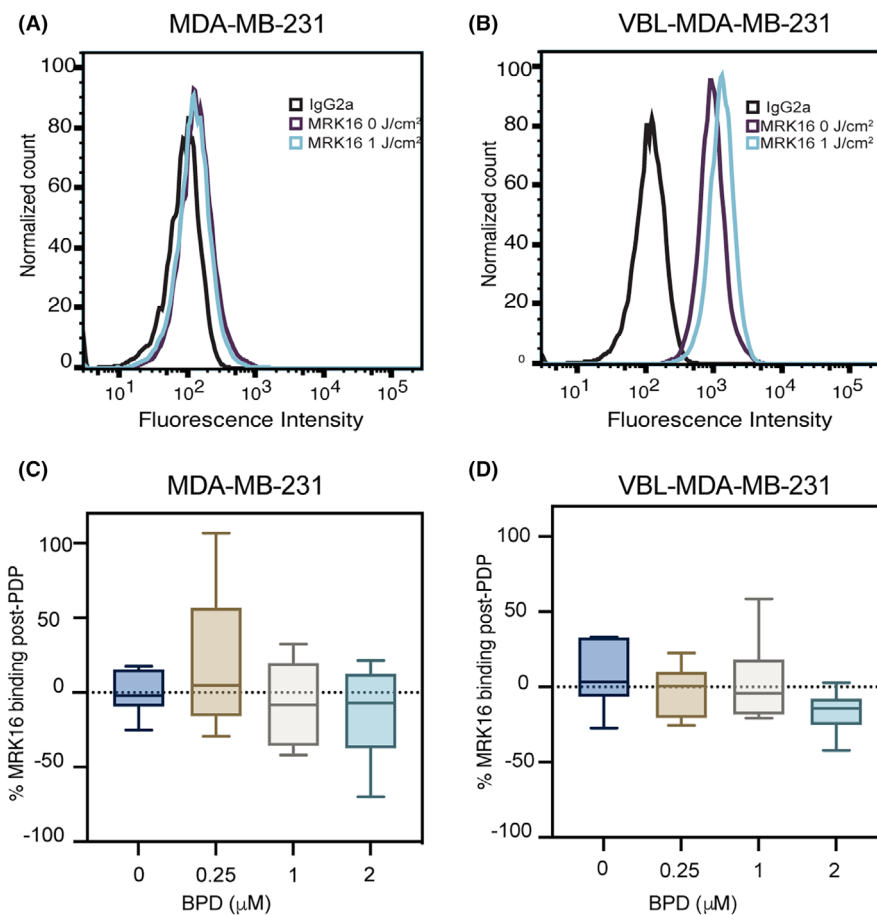 (A)
MDA-MB-231
100
80
60
40
20
0
Normalized count
IgG2a
MRK16 0 J/cm²
MRK16 1 J/cm²
10¹ 10² 10³ 10⁴ 10⁵
Fluorescence Intensity
(B)
VBL-MDA-MB-231
100
80
60
40
20
0
Normalized count
IgG2a
MRK16 0 J/cm²
MRK16 1 J/cm²
10¹ 10² 10³ 10⁴ 10⁵
Fluorescence Intensity
(C)
MDA-MB-231
100
50
0
-50
-100
% MRK16 binding post-PDP
0 0.25 1 2
BPD (μM)
(D)
VBL-MDA-MB-231
100
50
0
-50
-100
% MRK16 binding post-PDP
0 0.25 1 2
BPD (μM)